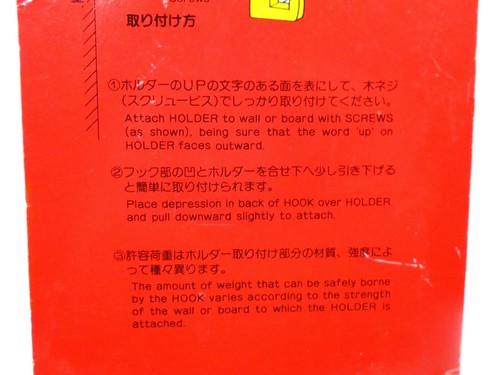 Screws
取り付け方
①ホルダーのUPの文字のある面を表にして、木ネジ
(スクリュービス)でしっかり取り付けてください。
Attach HOLDER to wall or board with SCREWS
(as shown), being sure that the word 'up' on
HOLDER faces outward.
②フック部の凹とホルダーを合せ下へ少し引き下げる
と簡単に取り付けられます。
Place depression in back of HOOK over HOLDER
and pull downward slightly to attach.
③許容荷重はホルダー取り付け部分の材質、強度によ
って種々異ります。
The amount of weight that can be safely borne
by the HOOK varies according to the strength
of the wall or board to which the HOLDER is
attached.